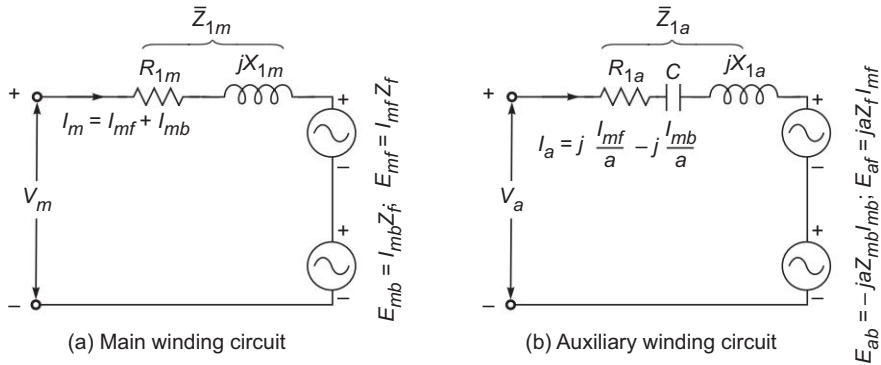 Z̄1m
R1m jX1m
+ +
Im = Imf + Imb
–
Vm
+
– –
Emb = ImbZf; Emf = Imf Zf
(a) Main winding circuit
Z̄1a
R1a C jX1a
+ +
Ia = j Imf/a – j Imb/a
–
Va
+
– –
Eab = – jaZmbImb; Eaf = jaZf Imf
(b) Auxiliary winding circuit